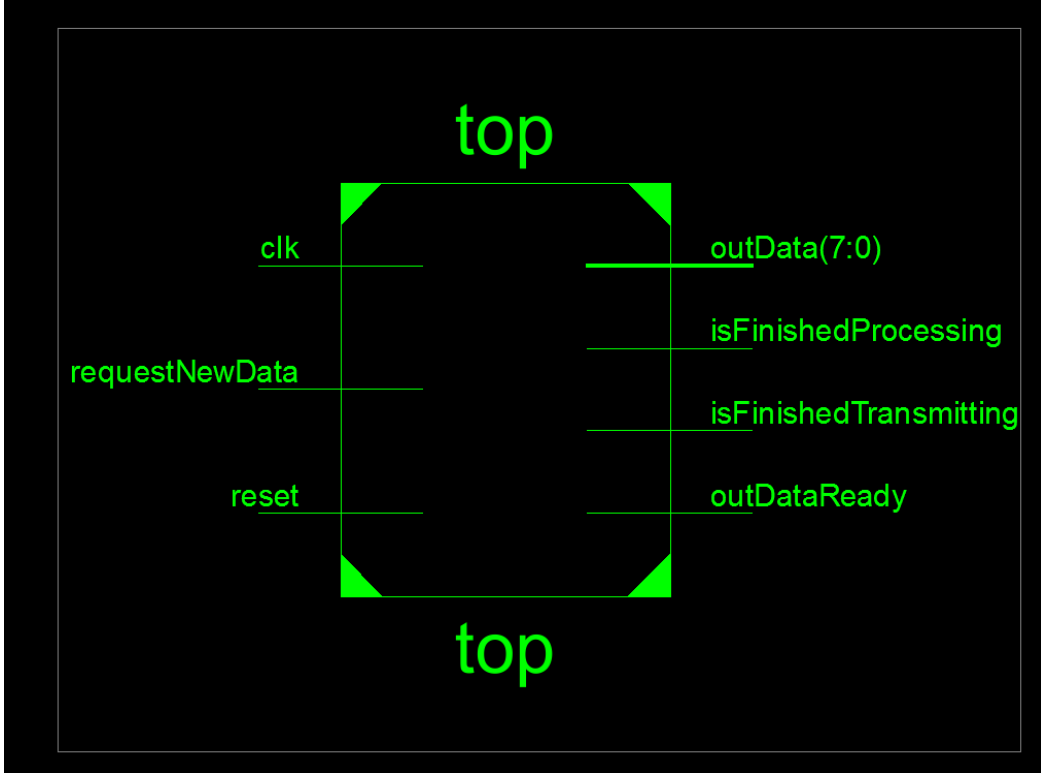 top
clk
outData(7:0)
isFinishedProcessing
requestNewData
isFinishedTransmitting
reset
outDataReady
top